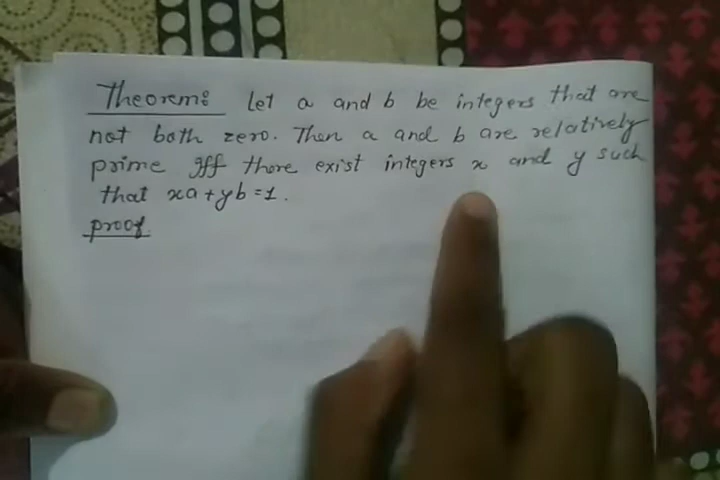 Theorem: Let a and b be integers that are
not both zero. Then a and b are relatively
prime iff there exist integers x and y such
that xa+yb=1.
proof.